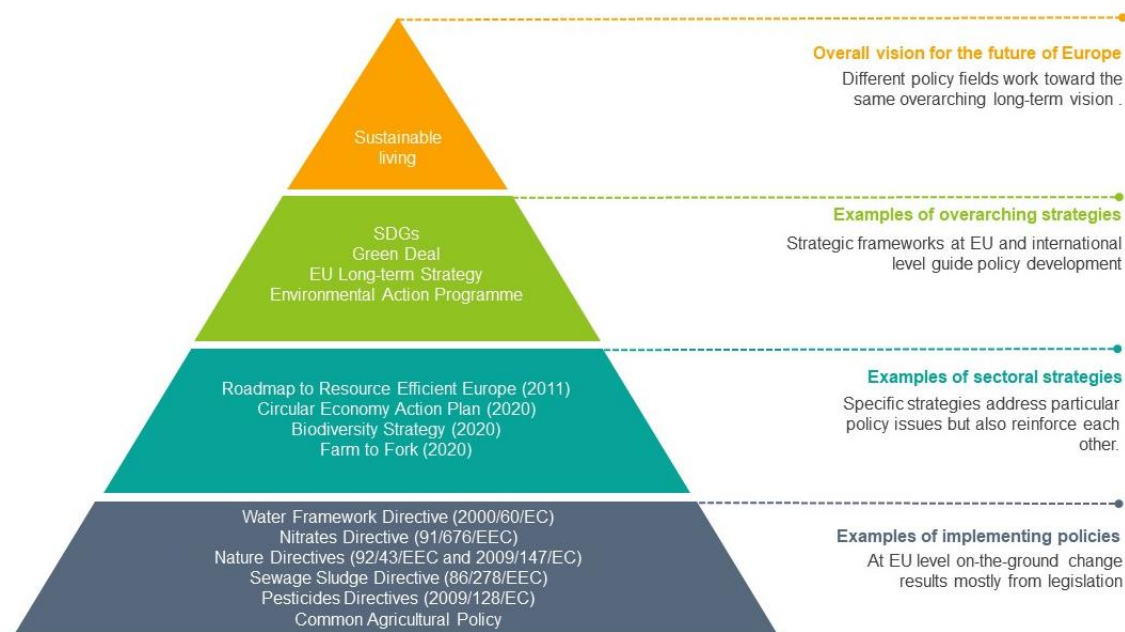 Overall vision for the future of Europe
Different policy fields work toward the
same overarching long-term vision .
Sustainable
living
Examples of overarching strategies
Strategic frameworks at EU and international
level guide policy development
SDGs
Green Deal
EU Long-term Strategy
Environmental Action Programme
Examples of sectoral strategies
Specific strategies address particular
policy issues but also reinforce each
other.
Roadmap to Resource Efficient Europe (2011)
Circular Economy Action Plan (2020)
Biodiversity Strategy (2020)
Farm to Fork (2020)
Examples of implementing policies
At EU level on-the-ground change
results mostly from legislation
Water Framework Directive (2000/60/EC)
Nitrates Directive (91/676/EEC)
Nature Directives (92/43/EEC and 2009/147/EC)
Sewage Sludge Directive (86/278/EEC)
Pesticides Directives (2009/128/EC)
Common Agricultural Policy